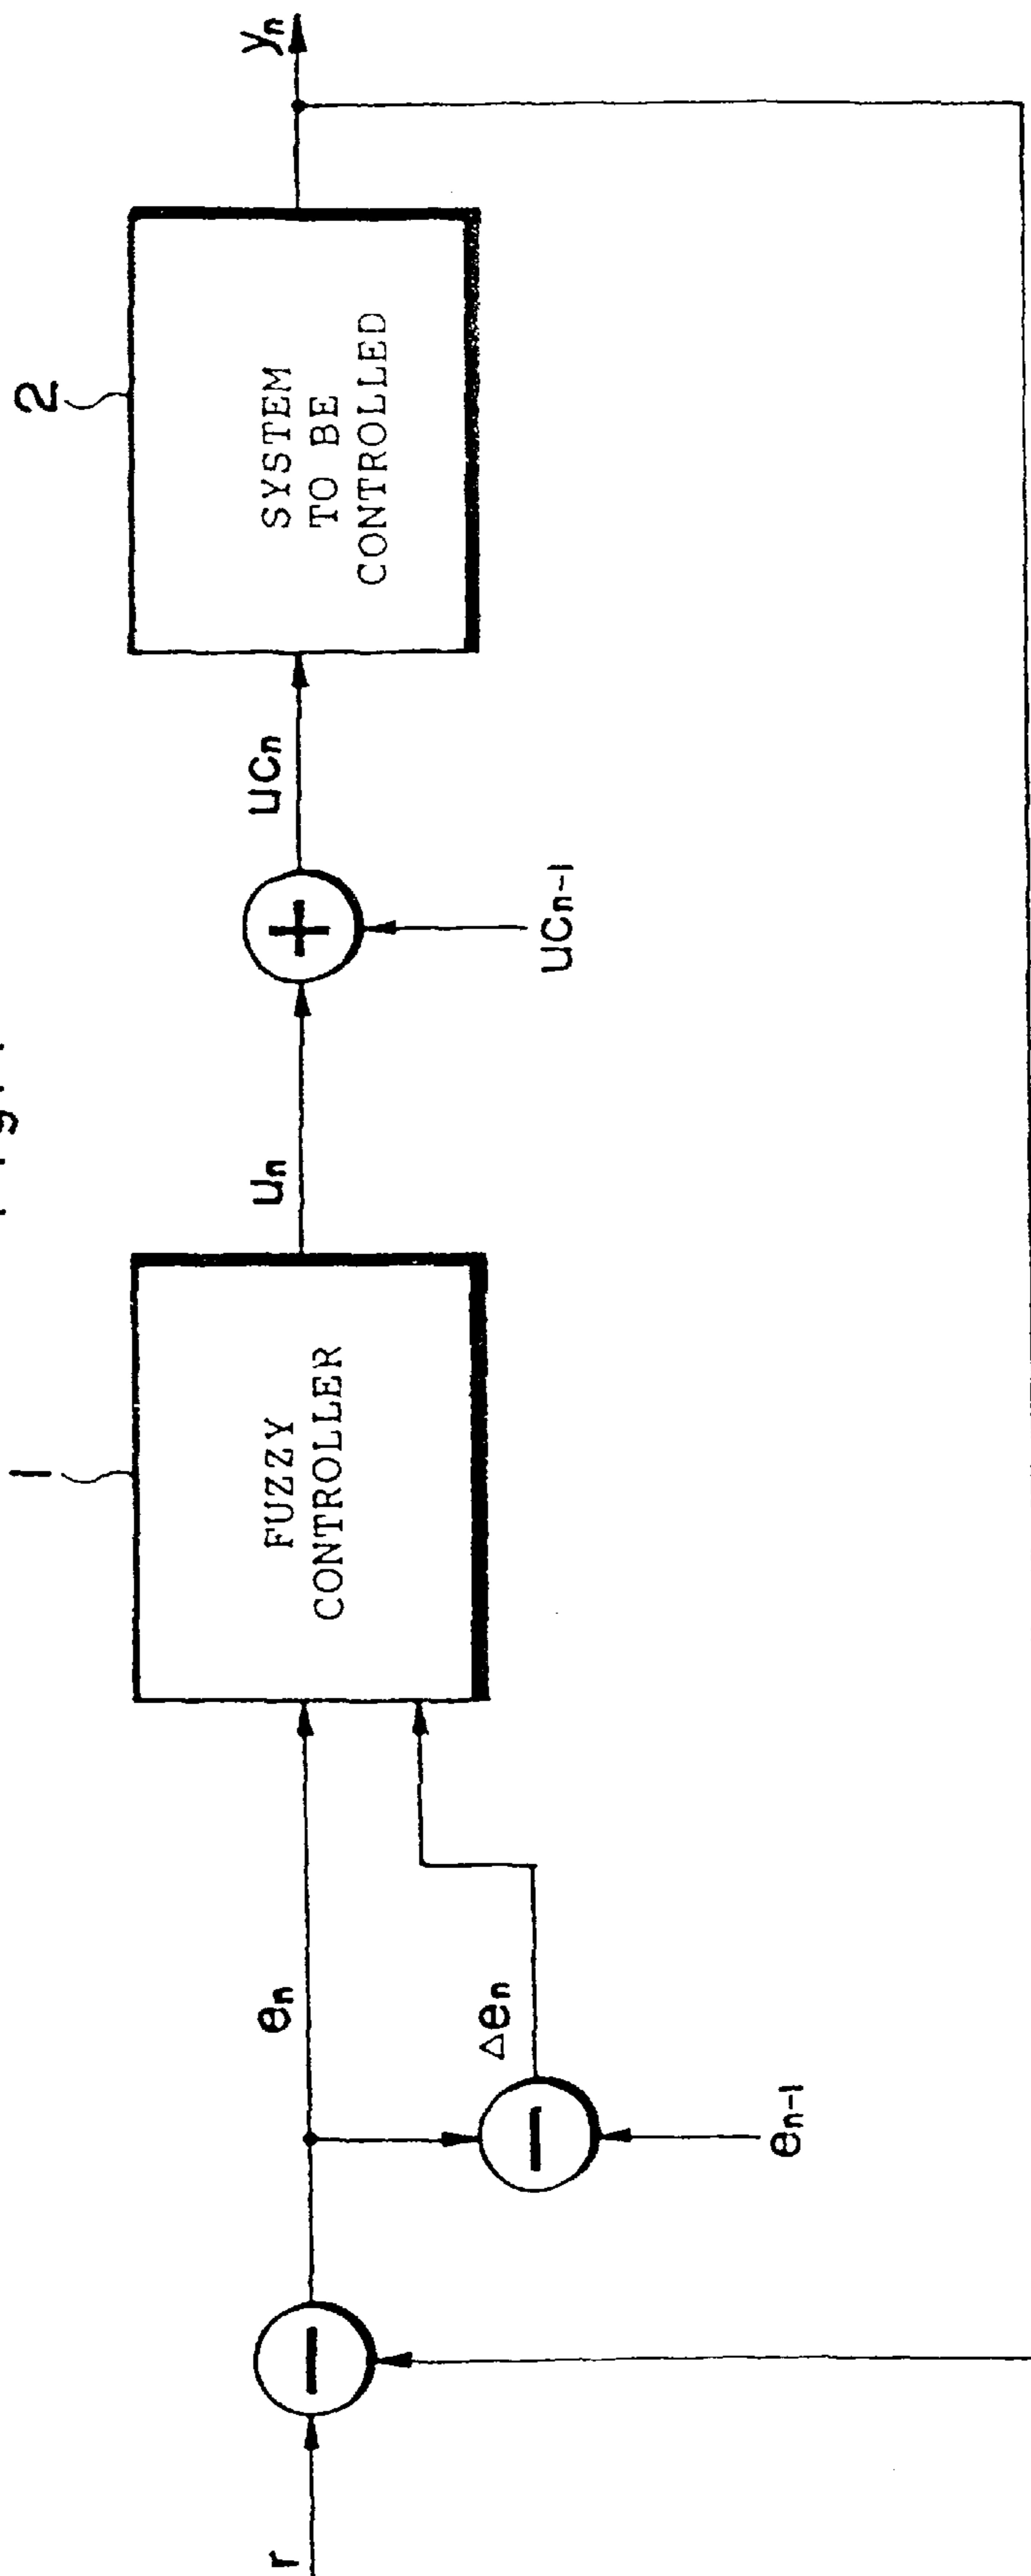 r
eₙ
Δeₙ
eₙ₋₁
1
FUZZY
CONTROLLER
uₙ
ucₙ
ucₙ₋₁
2
SYSTEM
TO BE
CONTROLLED
yₙ